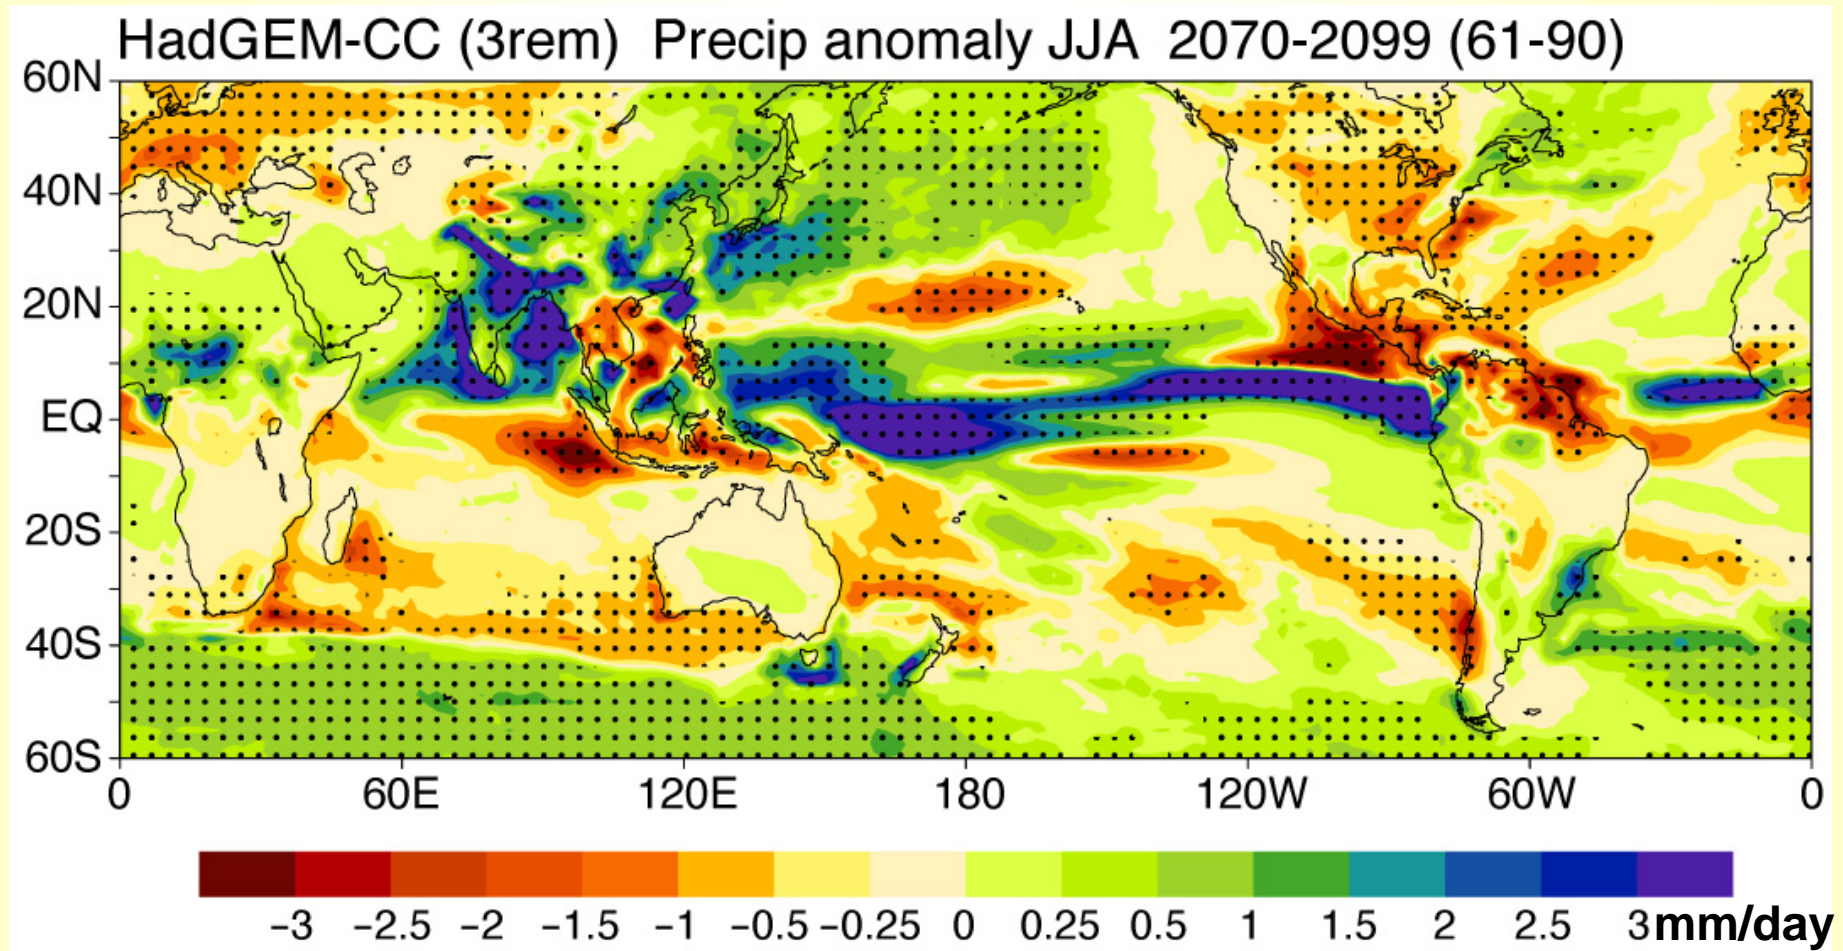 HadGEM-CC (3rem) Precip anomaly JJA 2070-2099 (61-90)
60N
40N
20N
EQ
20S
40S
60S
0 60E 120E 180 120W 60W 0
−3 −2.5 −2 −1.5 −1 −0.5 −0.25 0 0.25 0.5 1 1.5 2 2.5 3 mm/day